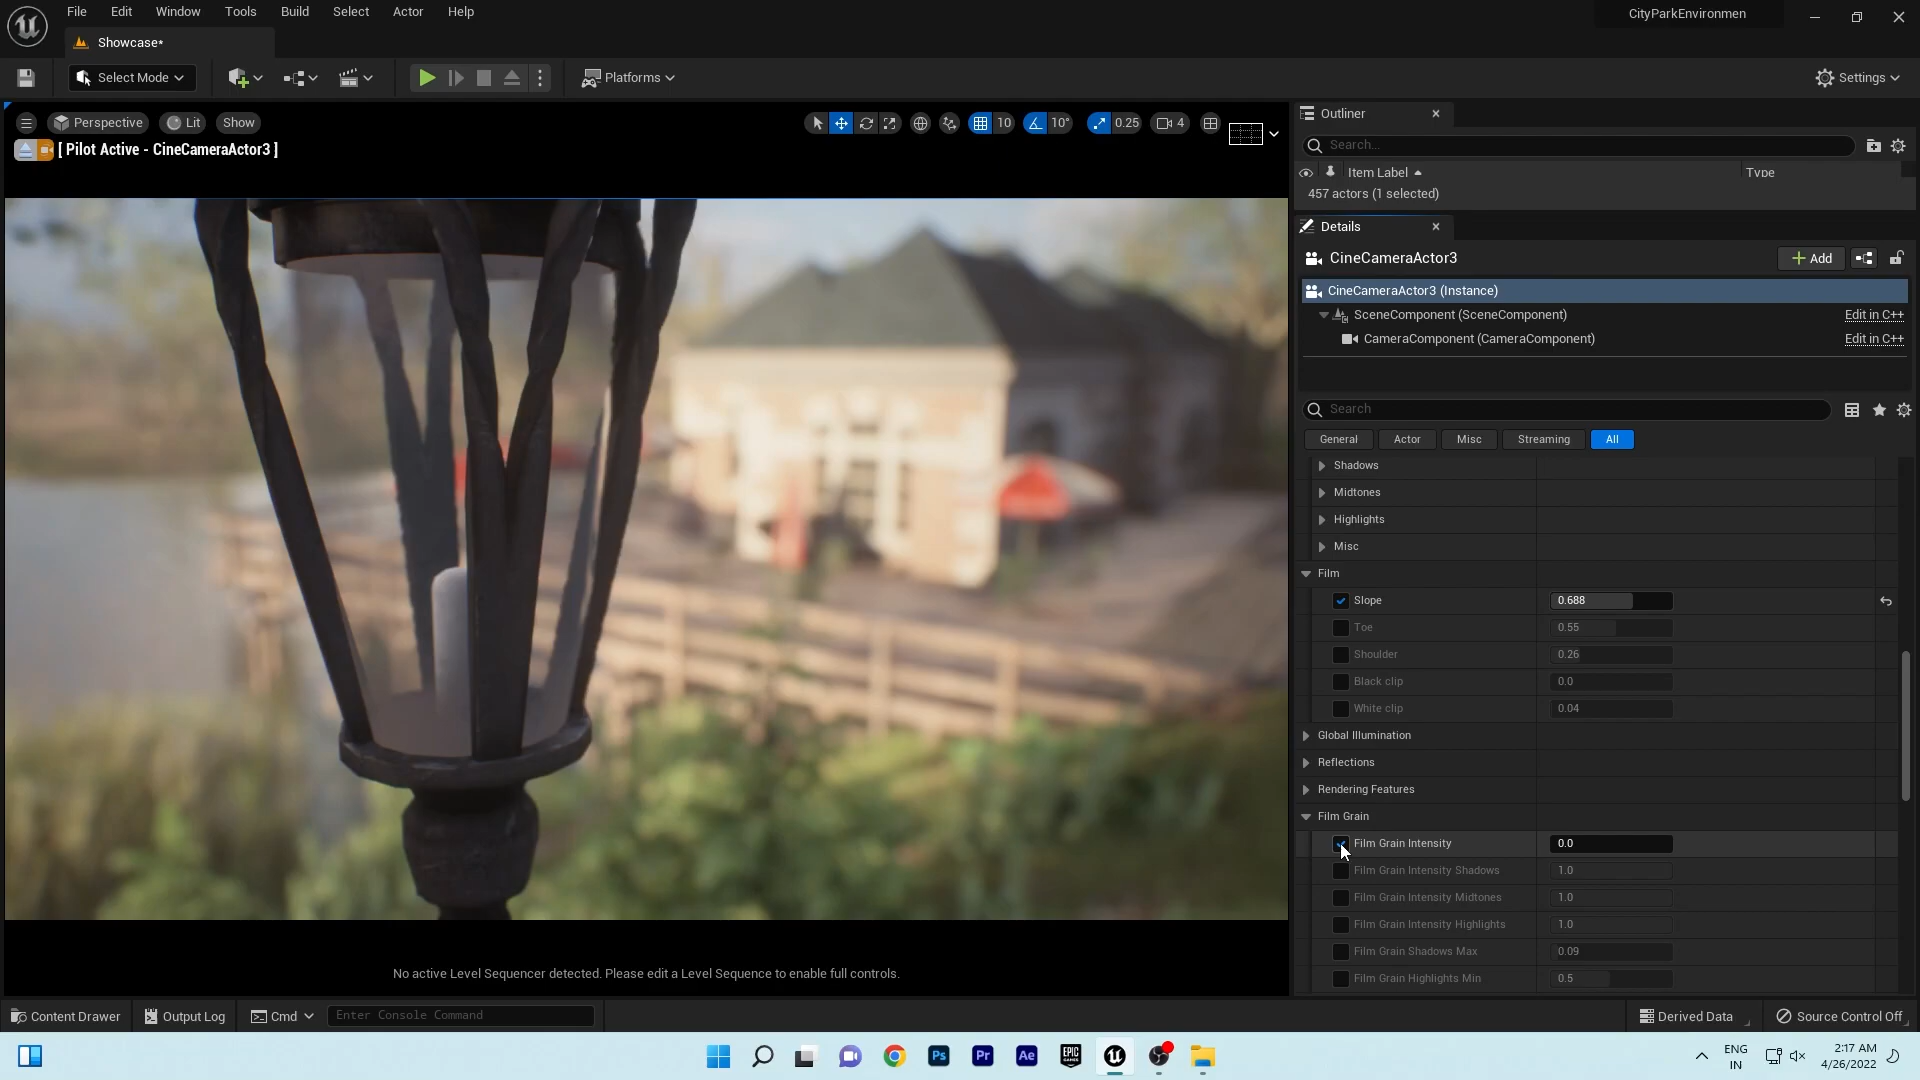 File Edit Window Tools Build Select Actor Help
CityParkEnvironmen
Showcase*
Select Mode
Platforms
Settings
Perspective Lit Show
10 10° 0.25 4
[ Pilot Active - CineCameraActor3 ]
No active Level Sequencer detected. Please edit a Level Sequence to enable full controls.
Outliner
Search...
Item Label Type
457 actors (1 selected)
Details
CineCameraActor3
Add
CineCameraActor3 (Instance)
SceneComponent (SceneComponent) Edit in C++
CameraComponent (CameraComponent) Edit in C++
Search
General Actor Misc Streaming All
Shadows
Midtones
Highlights
Misc
Film
Slope 0.688
Toe 0.55
Shoulder 0.26
Black clip 0.0
White clip 0.04
Global Illumination
Reflections
Rendering Features
Film Grain
Film Grain Intensity 0.0
Film Grain Intensity Shadows 1.0
Film Grain Intensity Midtones 1.0
Film Grain Intensity Highlights 1.0
Film Grain Shadows Max 0.09
Film Grain Highlights Min 0.5
Content Drawer Output Log Cmd Enter Console Command
Derived Data Source Control Off
Ps Pr Ae EPIC GAMES
ENG
IN
2:17 AM
4/26/2022